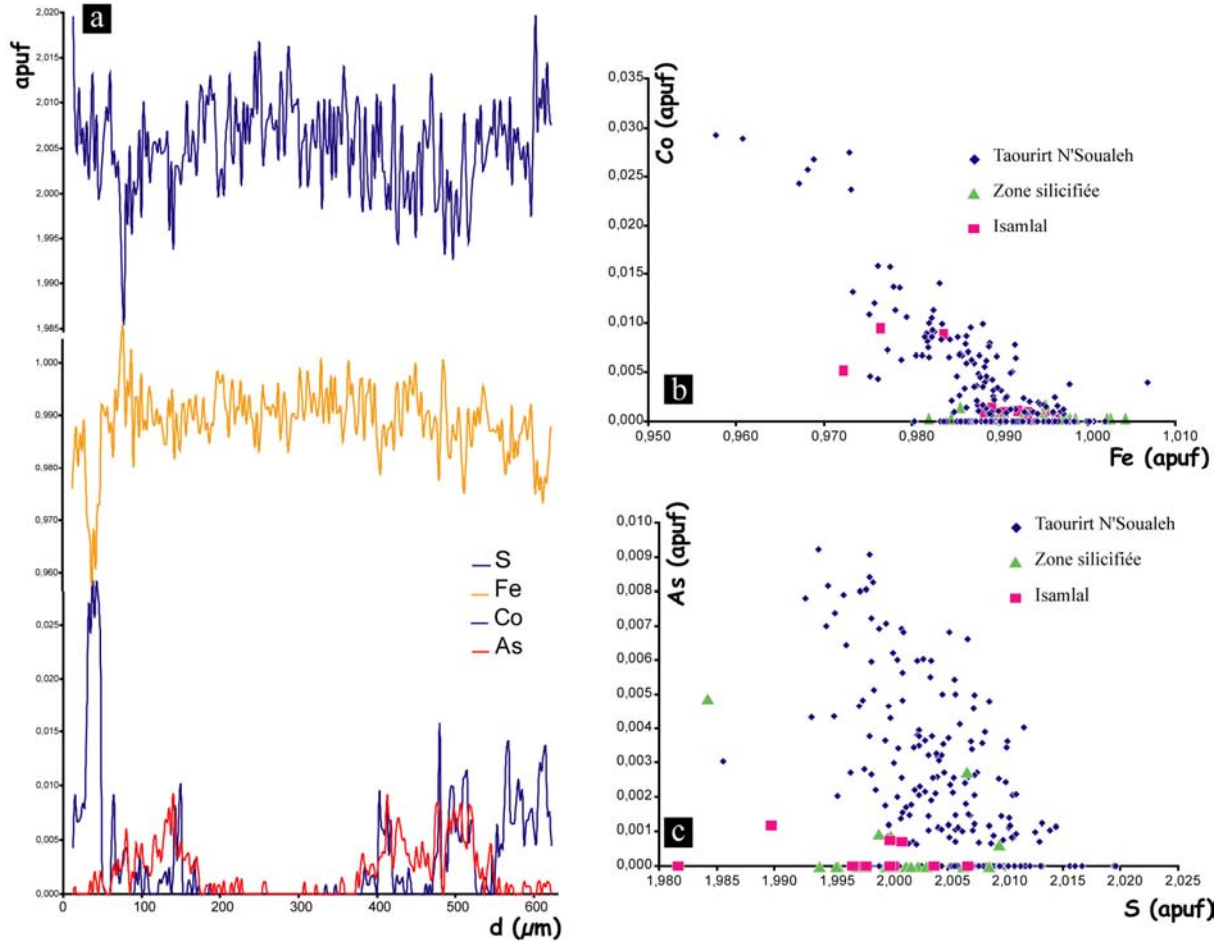 a
apuf
2,020
2,015
2,010
2,005
2,000
1,995
1,990
1,985
1,000
0,990
0,980
0,970
0,960
0,025
0,020
0,015
0,010
0,005
0,000
S
Fe
Co
As
0 100 200 300 400 500 600
d (µm)
Co (apuf)
0,035
0,030
0,025
0,020
0,015
0,010
0,005
0,000
Taourirt N'Soualeh
Zone silicifiée
Isamlal
b
0,950 0,960 0,970 0,980 0,990 1,000 1,010
Fe (apuf)
As (apuf)
0,010
0,009
0,008
0,007
0,006
0,005
0,004
0,003
0,002
0,001
0,000
Taourirt N'Soualeh
Zone silicifiée
Isamlal
c
1,980 1,985 1,990 1,995 2,000 2,005 2,010 2,015 2,020 2,025
S (apuf)